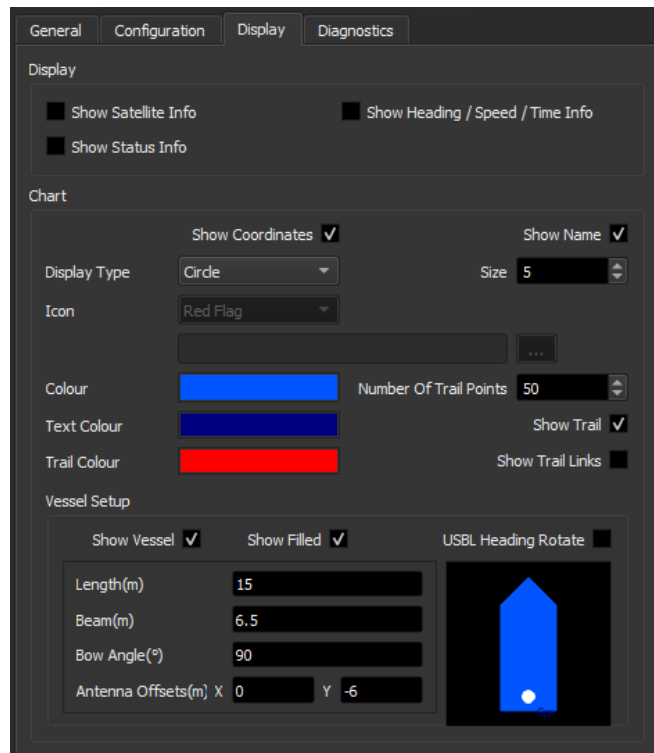 General Configuration Display Diagnostics
Display
Show Satellite Info Show Heading / Speed / Time Info
Show Status Info
Chart
Show Coordinates Show Name
Display Type Circle Size 5
Icon Red Flag
...
Colour Number Of Trail Points 50
Text Colour Show Trail
Trail Colour Show Trail Links
Vessel Setup
Show Vessel Show Filled USBL Heading Rotate
Length(m) 15
Beam(m) 6.5
Bow Angle(º) 90
Antenna Offsets(m) X 0 Y -6